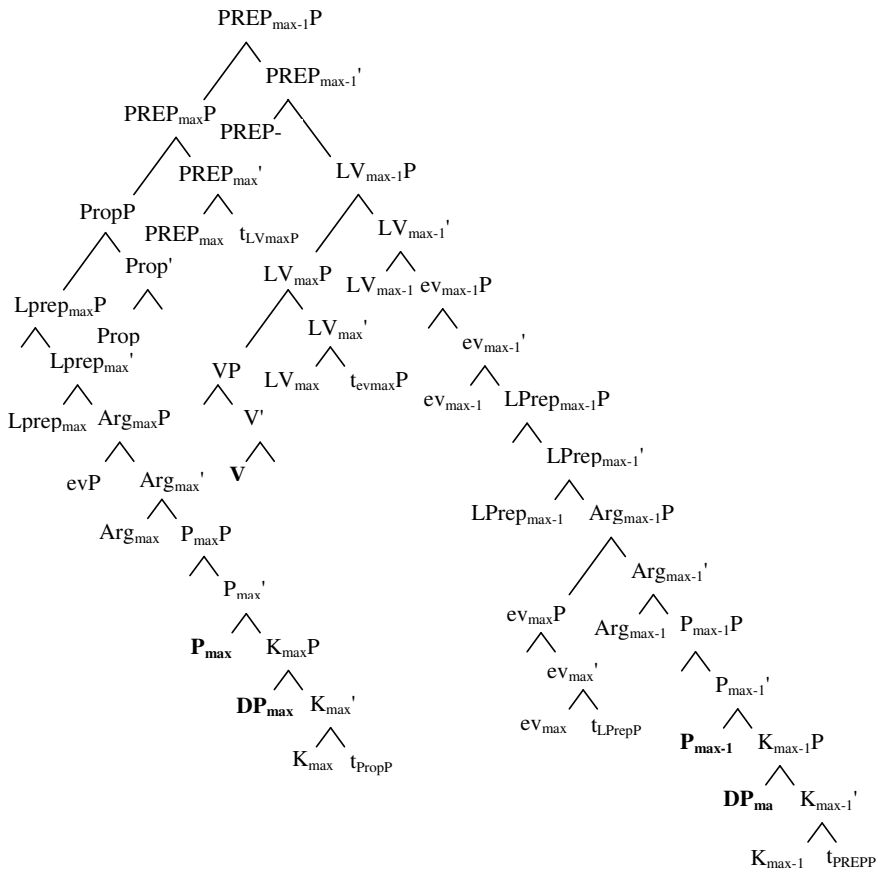 PREPmax-1P
PREPmax-1'
PREPmaxP
PREP-
PREPmax'
LVmax-1P
PropP
PREPmax tLVmaxP
LVmax-1'
Prop'
LVmaxP
LVmax-1 evmax-1P
LprepmaxP
Prop
LVmax'
evmax-1'
Lprepmax'
VP
LVmax tevmaxP
evmax-1 LPrepmax-1P
Lprepmax ArgmaxP
V'
LPrepmax-1'
evP
Argmax'
V
LPrepmax-1 Argmax-1P
Argmax PmaxP
Argmax-1'
Pmax'
evmaxP
Argmax-1 Pmax-1P
Pmax KmaxP
evmax'
Pmax-1'
DPmax Kmax'
evmax tLPrepP
Pmax-1 Kmax-1P
Kmax tPropP
DPma Kmax-1'
Kmax-1 tPREPP